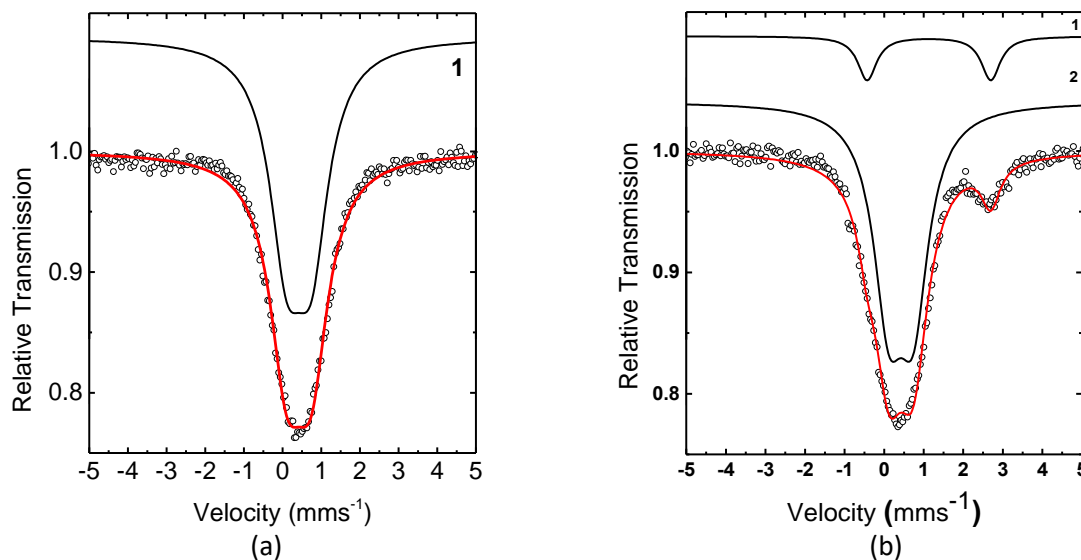 1
1.0
0.9
0.8
Relative Transmission
-5 -4 -3 -2 -1 0 1 2 3 4 5
Velocity (mms-1)
(a)
1
2
1.0
0.9
0.8
Relative Transmission
-5 -4 -3 -2 -1 0 1 2 3 4 5
Velocity (mms-1)
(b)